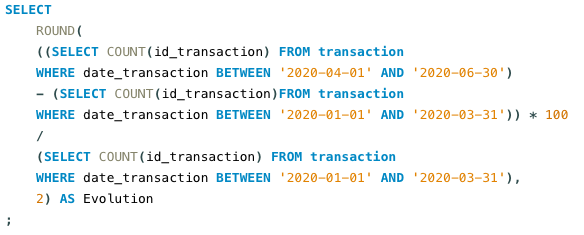 SELECT
ROUND(
((SELECT COUNT(id_transaction) FROM transaction
WHERE date_transaction BETWEEN '2020-04-01' AND '2020-06-30')
- (SELECT COUNT(id_transaction)FROM transaction
WHERE date_transaction BETWEEN '2020-01-01' AND '2020-03-31')) * 100
/
(SELECT COUNT(id_transaction) FROM transaction
WHERE date_transaction BETWEEN '2020-01-01' AND '2020-03-31'),
2) AS Evolution
;